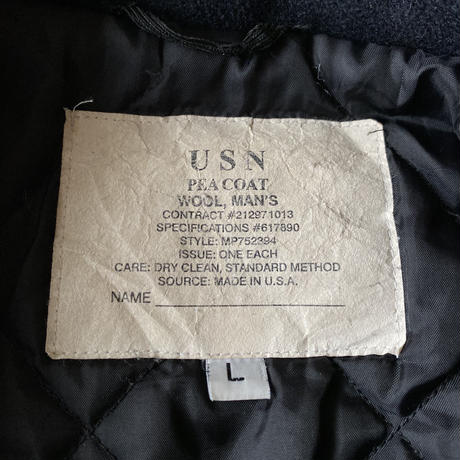 USN
PEA COAT
WOOL, MAN'S
CONTRACT #212971013
SPECIFICATIONS #617890
STYLE: MP752394
ISSUE: ONE EACH
CARE: DRY CLEAN, STANDARD METHOD
SOURCE: MADE IN U.S.A.
NAME
L